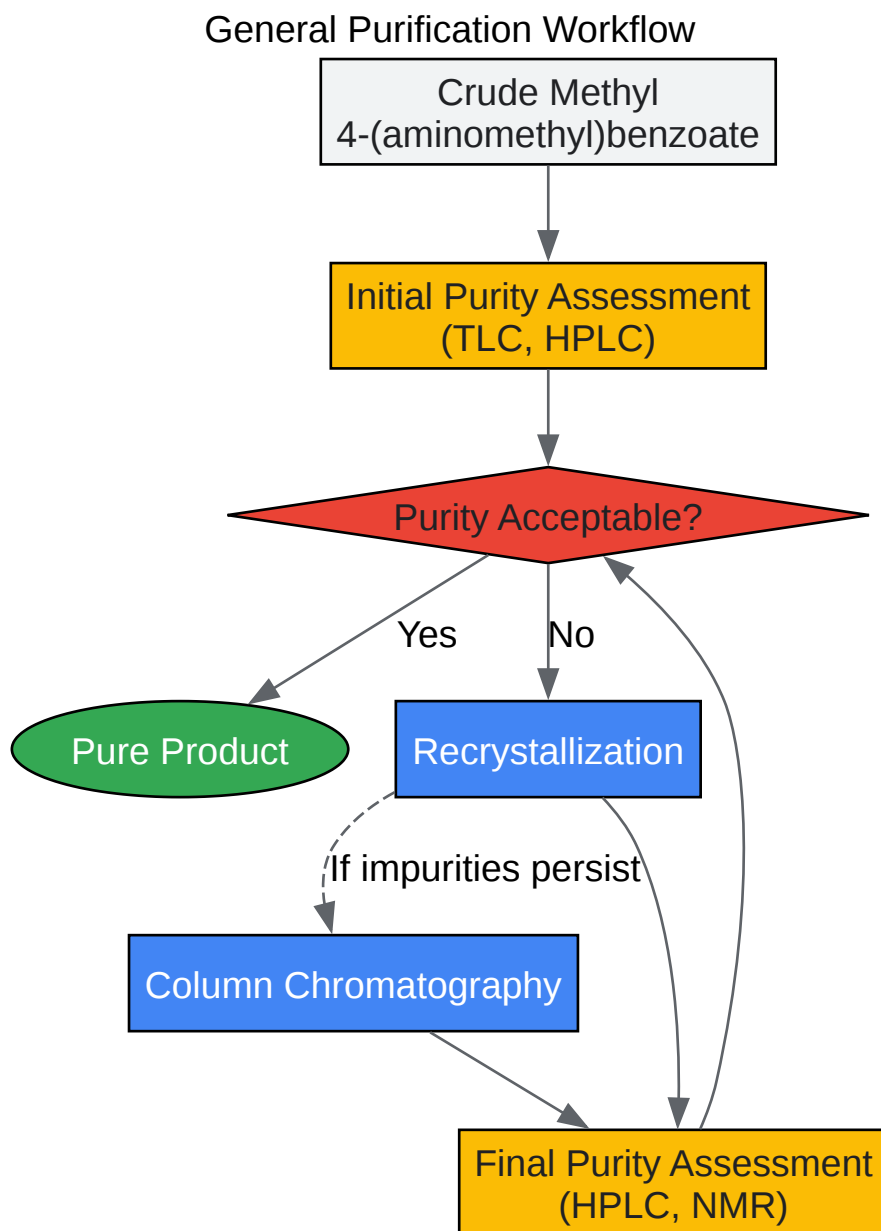 General Purification Workflow
Crude Methyl
4-(aminomethyl)benzoate
Initial Purity Assessment
(TLC, HPLC)
Purity Acceptable?
Yes
No
Pure Product
Recrystallization
If impurities persist
Column Chromatography
Final Purity Assessment
(HPLC, NMR)